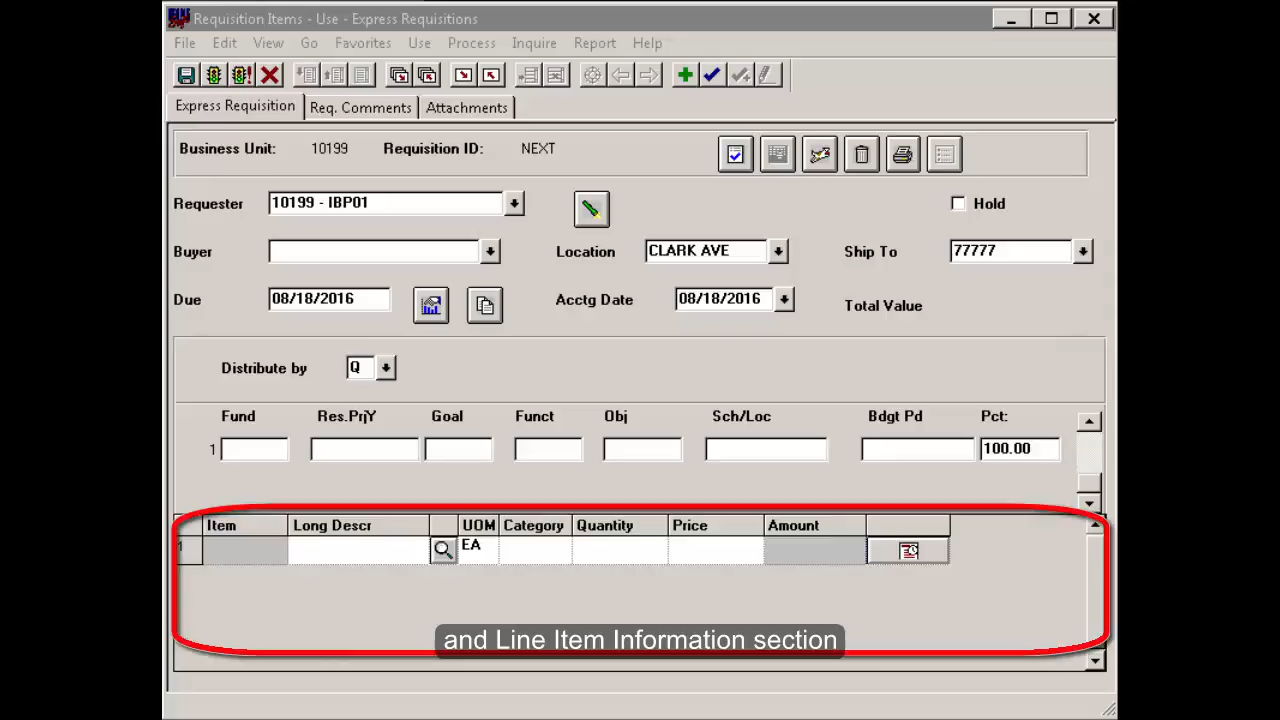 Requisition Items - Use - Express Requisitions
File Edit View Go Favorites Use Process Inquire Report Help
Express Requisition Req. Comments Attachments
Business Unit: 10199 Requisition ID: NEXT
Requester 10199 - IBP01 Hold
Buyer Location CLARK AVE Ship To 77777
Due 08/18/2016 Acctg Date 08/18/2016 Total Value
Distribute by Q
Fund Res.PrjY Goal Funct Obj Sch/Loc Bdgt Pd Pct:
1 100.00
Item Long Descr UOM Category Quantity Price Amount
1 EA
and Line Item Information section